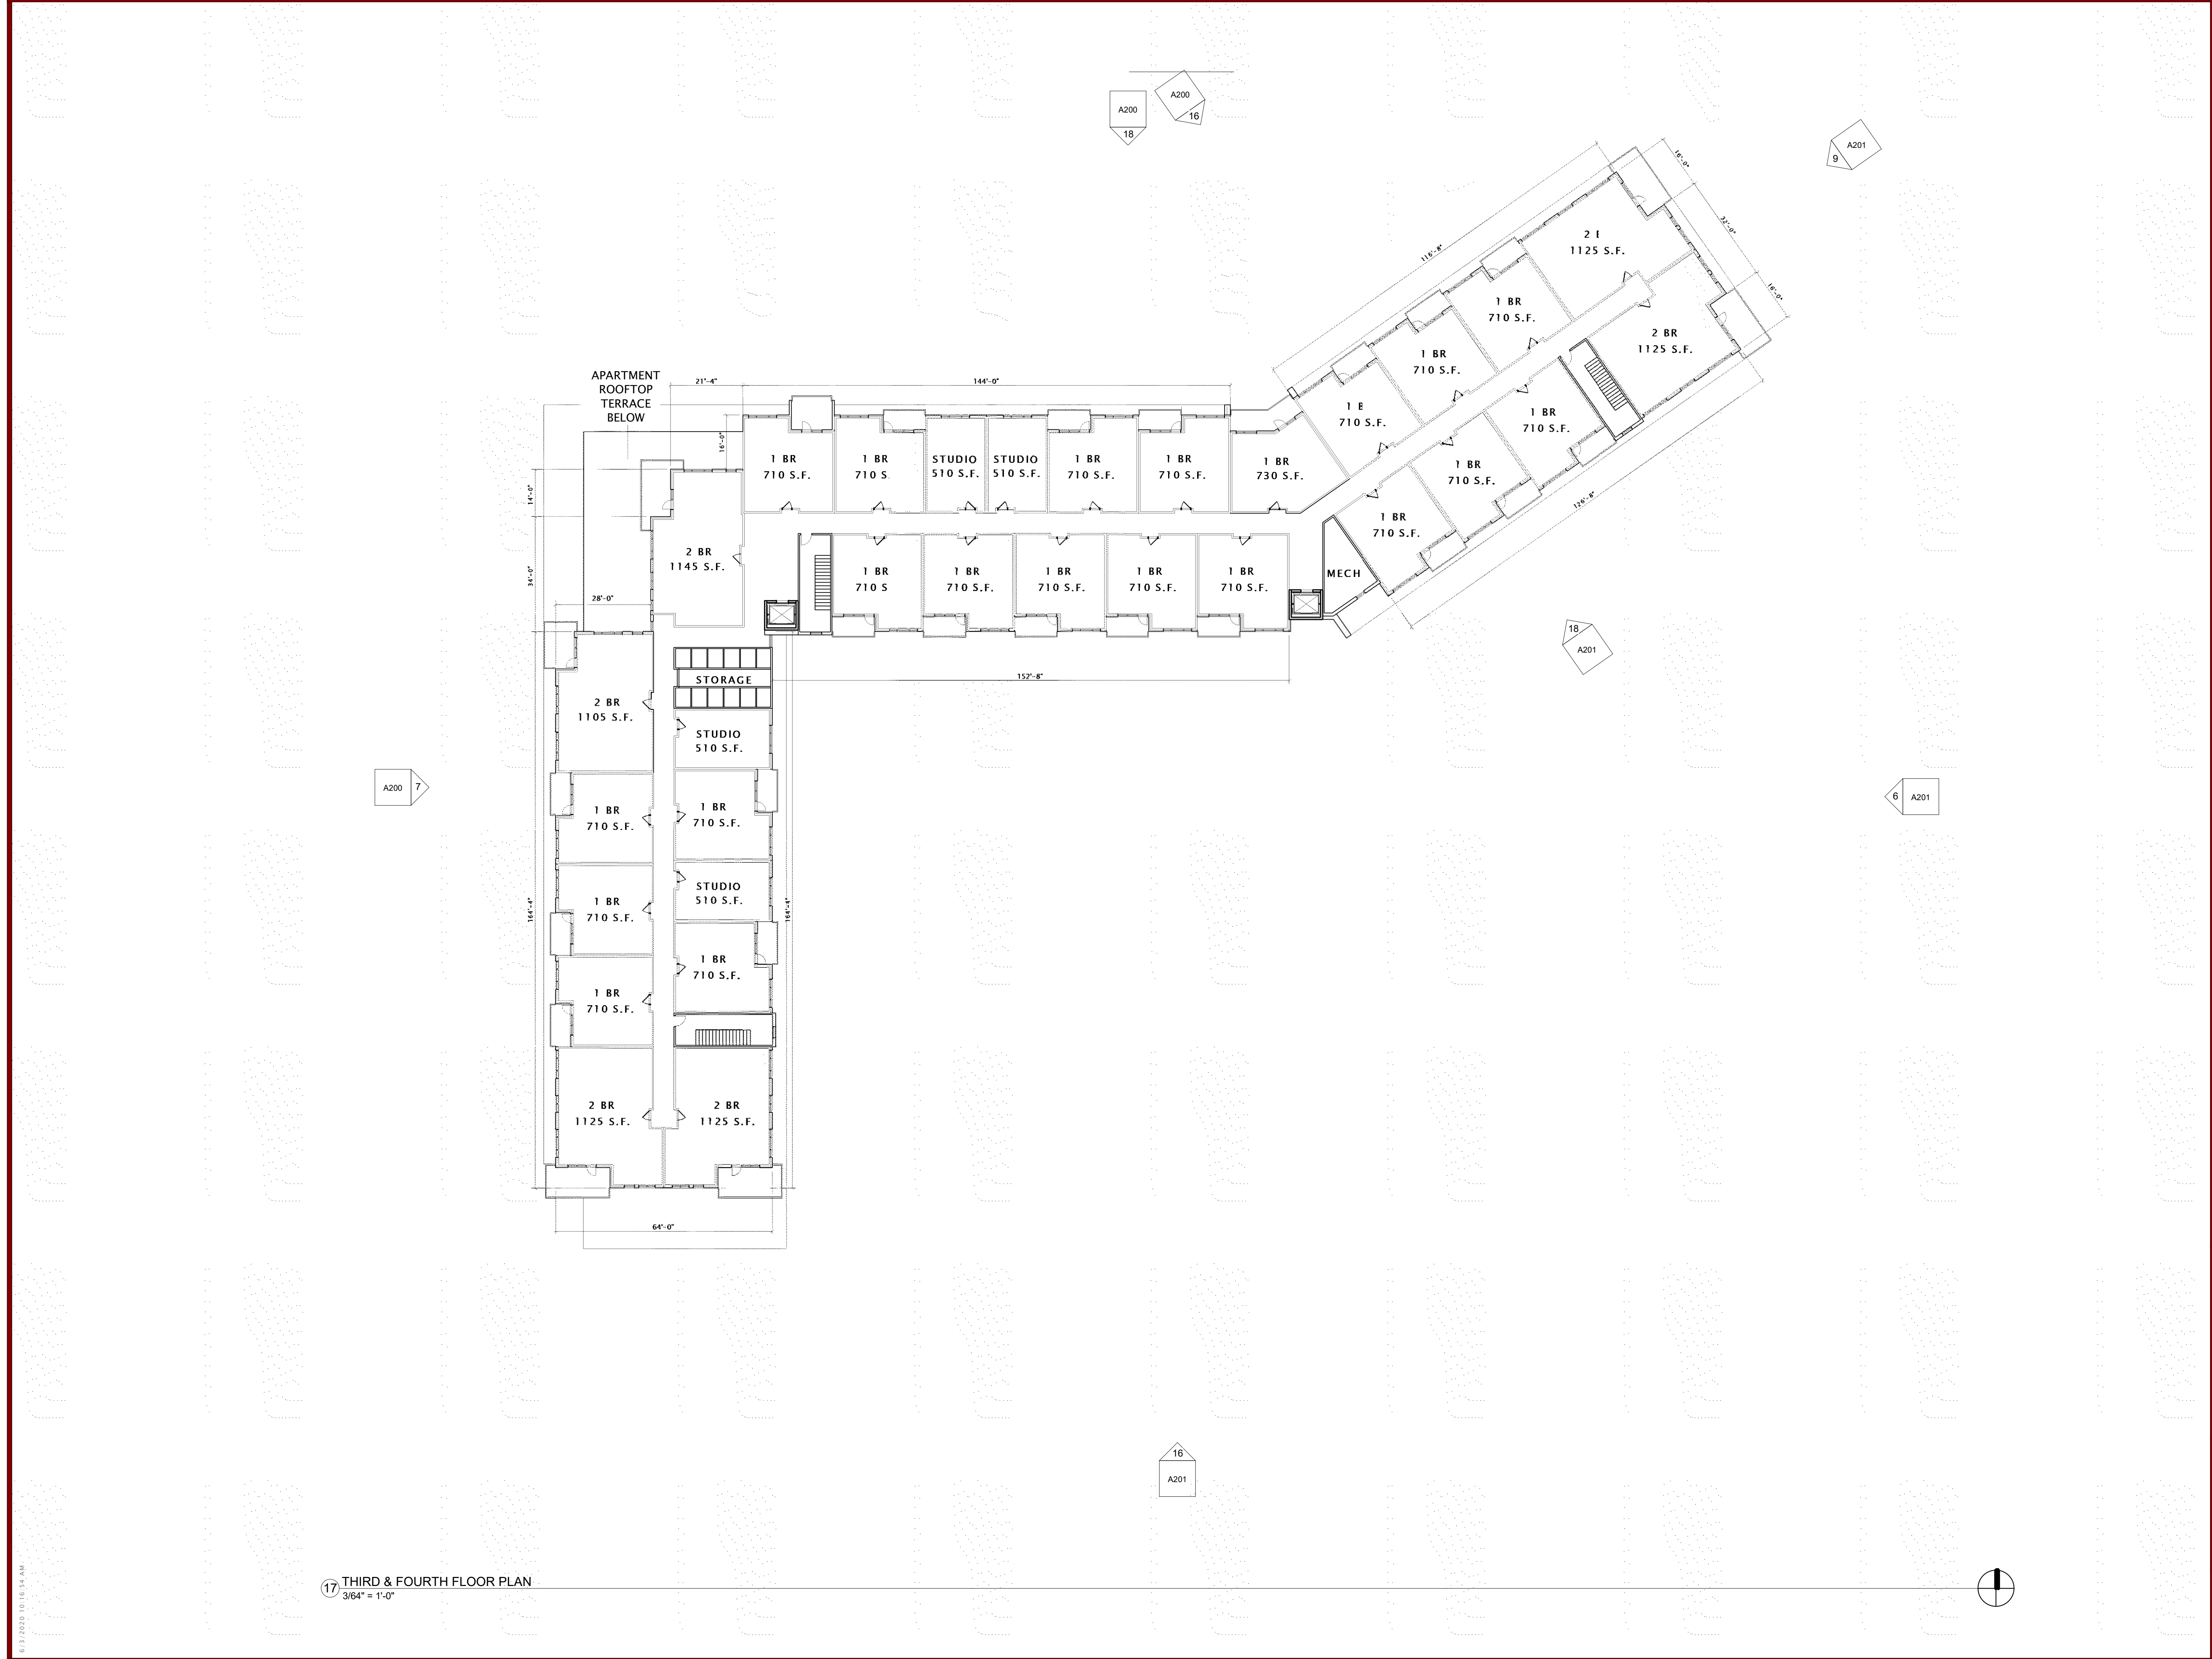 A200
18
A200
16
A201
9
16'-0"
32'-0"
16'-0"
116'-8"
2
1125 S.F.
1 BR
710 S.F.
2 BR
1125 S.F.
1 BR
710 S.F.
APARTMENT
ROOFTOP
TERRACE
BELOW
21'-4"
144'-0"
1
710 S.F.
1 BR
710 S.F.
16'-0"
1 BR
710 S.F.
1 BR
710 S
STUDIO
510 S.F.
STUDIO
510 S.F.
1 BR
710 S.F.
1 BR
710 S.F.
1 BR
730 S.F.
1 BR
710 S.F.
14'-0"
126'-8"
1 BR
710 S.F.
2 BR
1145 S.F.
34'-0"
1 BR
710 S
1 BR
710 S.F.
1 BR
710 S.F.
1 BR
710 S.F.
1 BR
710 S.F.
MECH
28'-0"
18
A201
STORAGE
152'-8"
2 BR
1105 S.F.
STUDIO
510 S.F.
A200
7
6
A201
1 BR
710 S.F.
1 BR
710 S.F.
1 BR
710 S.F.
STUDIO
510 S.F.
164'-4"
164'-4"
1 BR
710 S.F.
1 BR
710 S.F.
2 BR
1125 S.F.
2 BR
1125 S.F.
64'-0"
16
A201
17
THIRD & FOURTH FLOOR PLAN
3/64" = 1'-0"
6/3/2020 10:16:54 AM